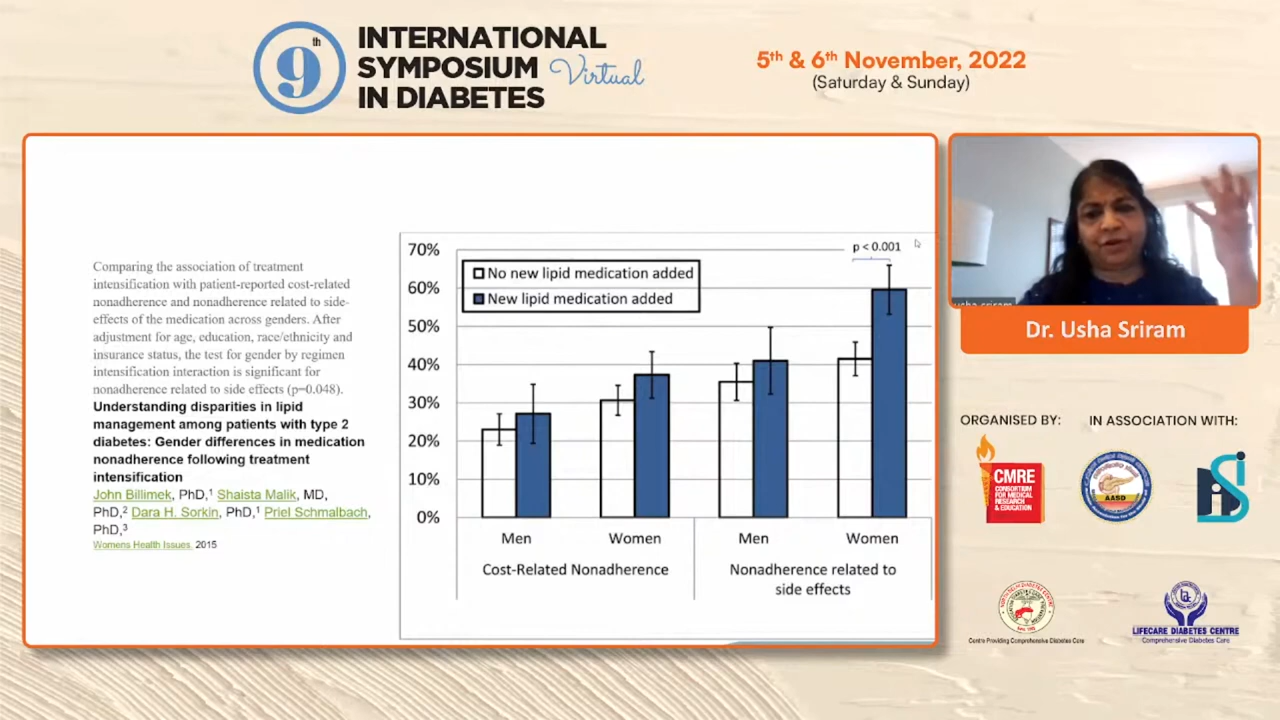 9th
INTERNATIONAL
SYMPOSIUM Virtual
IN DIABETES
5th & 6th November, 2022
(Saturday & Sunday)
Comparing the association of treatment
intensification with patient-reported cost-related
nonadherence and nonadherence related to side-
effects of the medication across genders. After
adjustment for age, education, race/ethnicity and
insurance status, the test for gender by regimen
intensification interaction is significant for
nonadherence related to side effects (p=0.048).
Understanding disparities in lipid
management among patients with type 2
diabetes: Gender differences in medication
nonadherence following treatment
intensification
John Billimek, PhD,1 Shaista Malik, MD,
PhD,2 Dara H. Sorkin, PhD,1 Priel Schmalbach,
PhD,3
Womens Health Issues. 2015
70%
60%
50%
40%
30%
20%
10%
0%
No new lipid medication added
New lipid medication added
p < 0.001
Men
Women
Men
Women
Cost-Related Nonadherence
Nonadherence related to
side effects
usha sriram
Dr. Usha Sriram
ORGANISED BY:
IN ASSOCIATION WITH:
CMRE
CONSORTIUM
FOR MEDICAL
RESEARCH
& EDUCATION
AASD
Centre Providing Comprehensive Diabetes Care
LIFECARE DIABETES CENTRE
Comprehensive Diabetes Care